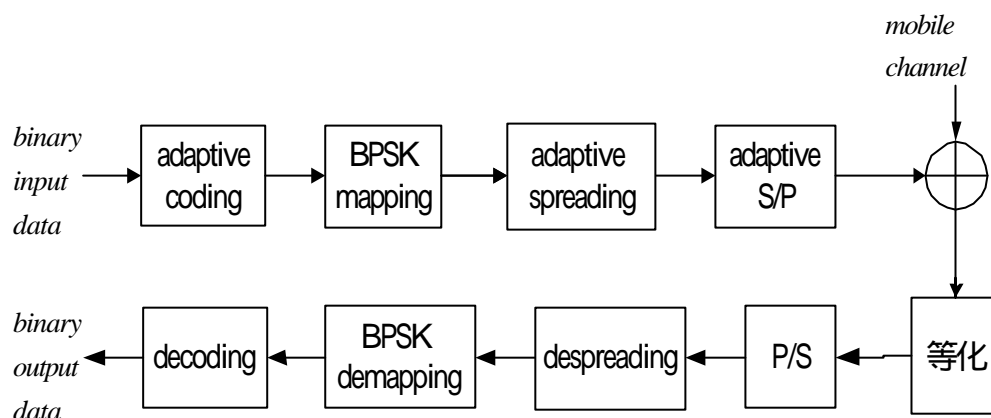 mobile
channel
binary
input
data
adaptive
coding
BPSK
mapping
adaptive
spreading
adaptive
S/P
binary
output
data
decoding
BPSK
demapping
despreading
P/S
等化